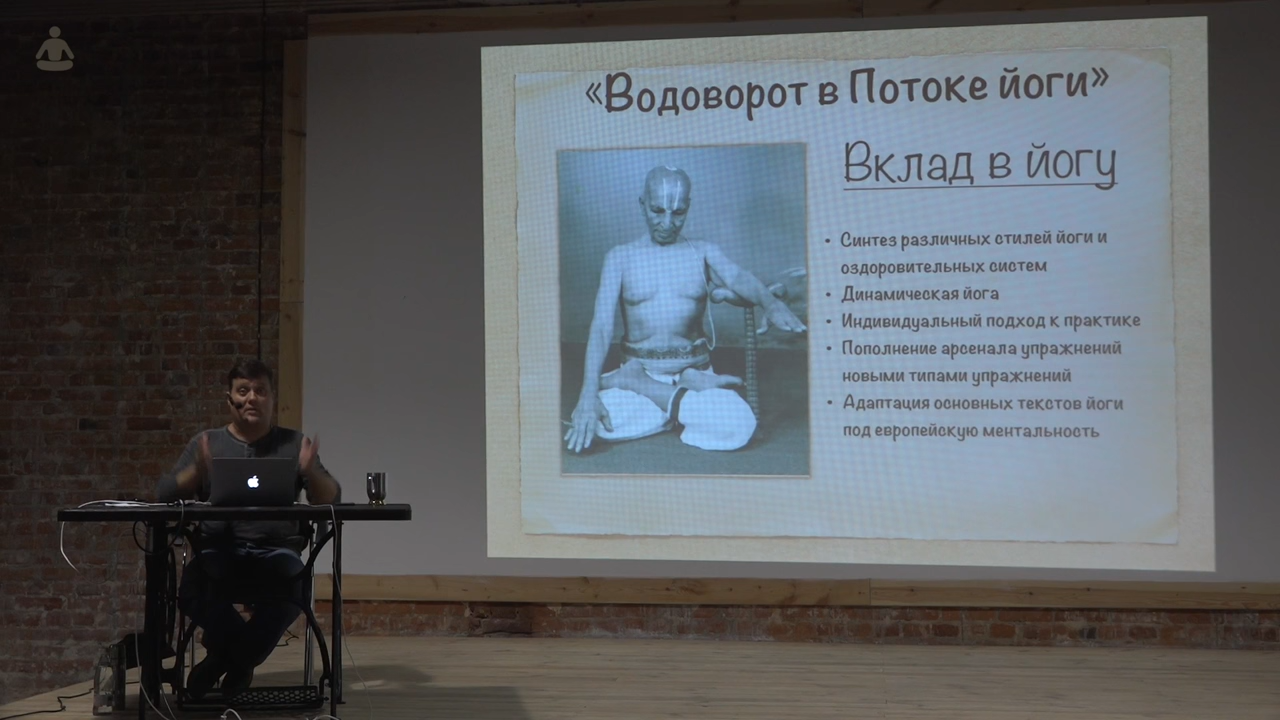 «Водоворот в Потоке йоги»
Вклад в йогу
• Синтез различных стилей йоги и
оздоровительных систем
• Динамическая йога
• Индивидуальный подход к практике
• Пополнение арсенала упражнений
новыми типами упражнений
• Адаптация основных текстов йоги
под европейскую ментальность